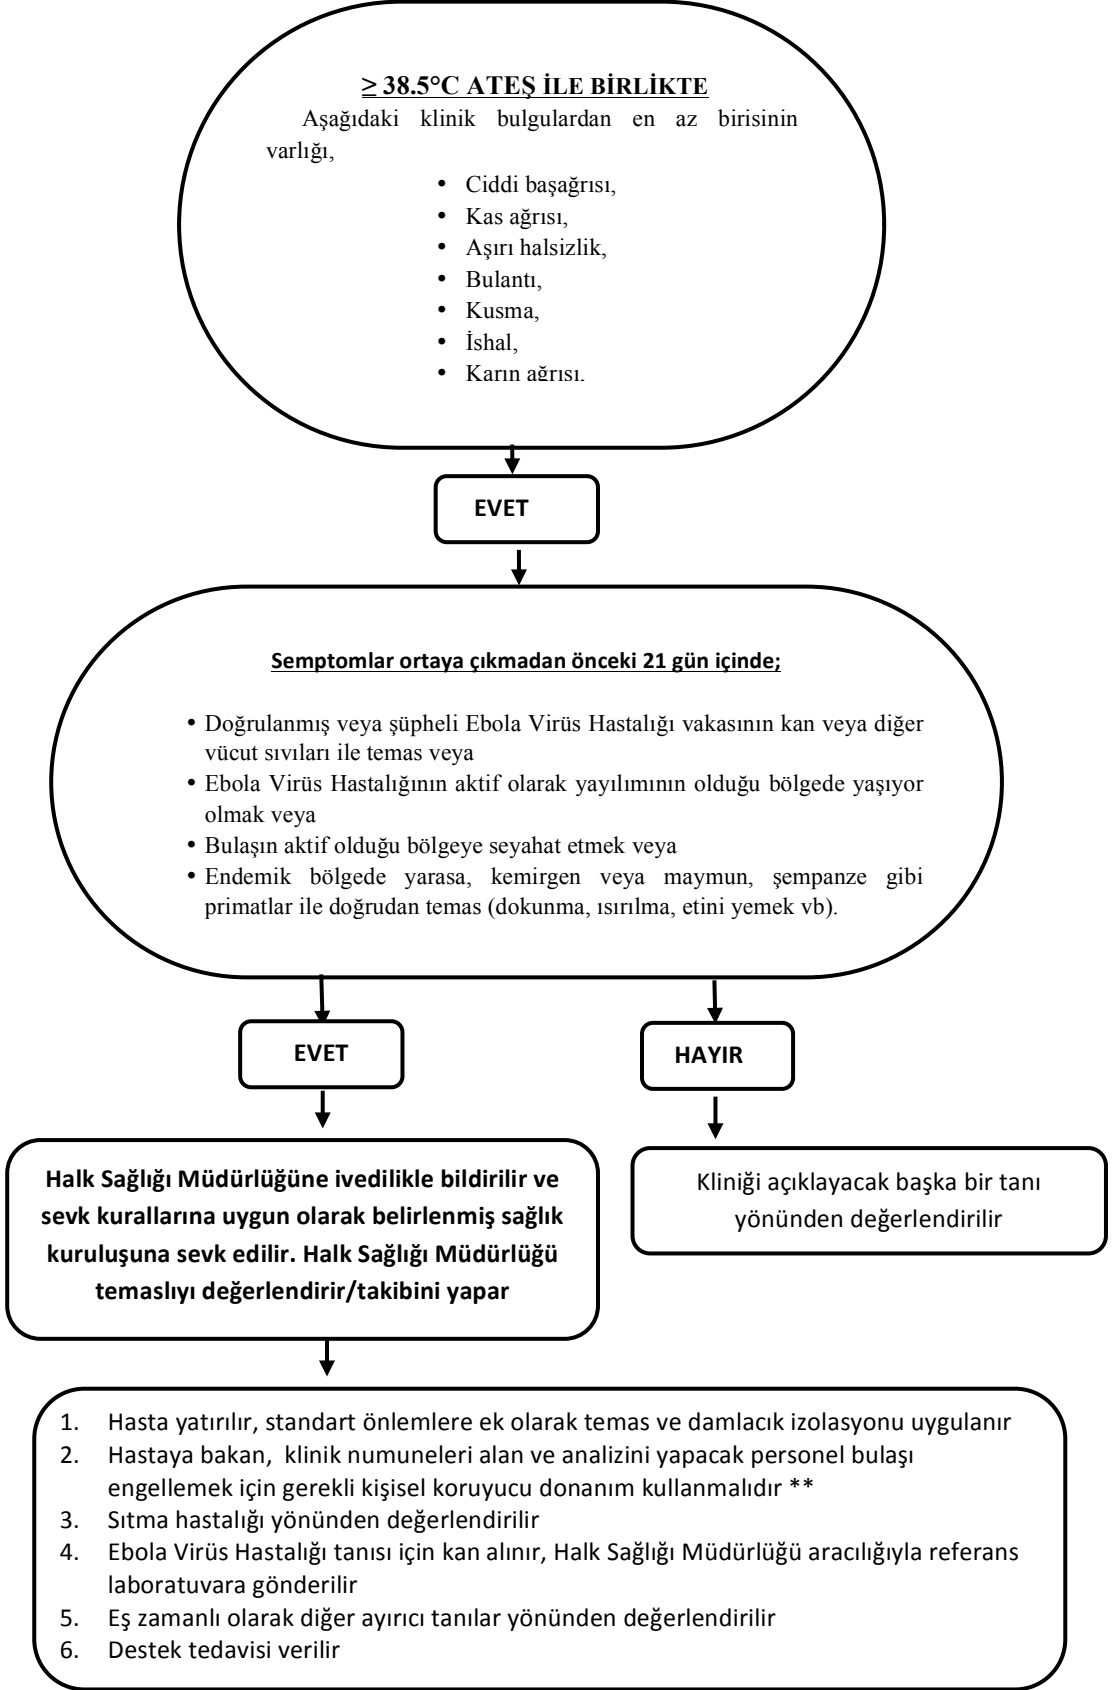 ≥ 38.5°C ATEŞ İLE BİRLİKTE
Aşağıdaki klinik bulgulardan en az birisinin
varlığı,
• Ciddi başağrısı,
• Kas ağrısı,
• Aşırı halsizlik,
• Bulantı,
• Kusma,
• İshal,
• Karın ağrısı.
EVET
Semptomlar ortaya çıkmadan önceki 21 gün içinde;
• Doğrulanmış veya şüpheli Ebola Virüs Hastalığı vakasının kan veya diğer
vücut sıvıları ile temas veya
• Ebola Virüs Hastalığının aktif olarak yayılımının olduğu bölgede yaşıyor
olmak veya
• Bulaşın aktif olduğu bölgeye seyahat etmek veya
• Endemik bölgede yarasa, kemirgen veya maymun, şempanze gibi
primatlar ile doğrudan temas (dokunma, ısırılma, etini yemek vb).
EVET
HAYIR
Halk Sağlığı Müdürlüğüne ivedilikle bildirilir ve
sevk kurallarına uygun olarak belirlenmiş sağlık
kuruluşuna sevk edilir. Halk Sağlığı Müdürlüğü
temaslıyı değerlendirir/takibini yapar
Kliniği açıklayacak başka bir tanı
yönünden değerlendirilir
1. Hasta yatırılır, standart önlemlere ek olarak temas ve damlacık izolasyonu uygulanır
2. Hastaya bakan, klinik numuneleri alan ve analizini yapacak personel bulaşı
engellemek için gerekli kişisel koruyucu donanım kullanmalıdır **
3. Sıtma hastalığı yönünden değerlendirilir
4. Ebola Virüs Hastalığı tanısı için kan alınır, Halk Sağlığı Müdürlüğü aracılığıyla referans
laboratuvara gönderilir
5. Eş zamanlı olarak diğer ayırıcı tanılar yönünden değerlendirilir
6. Destek tedavisi verilir